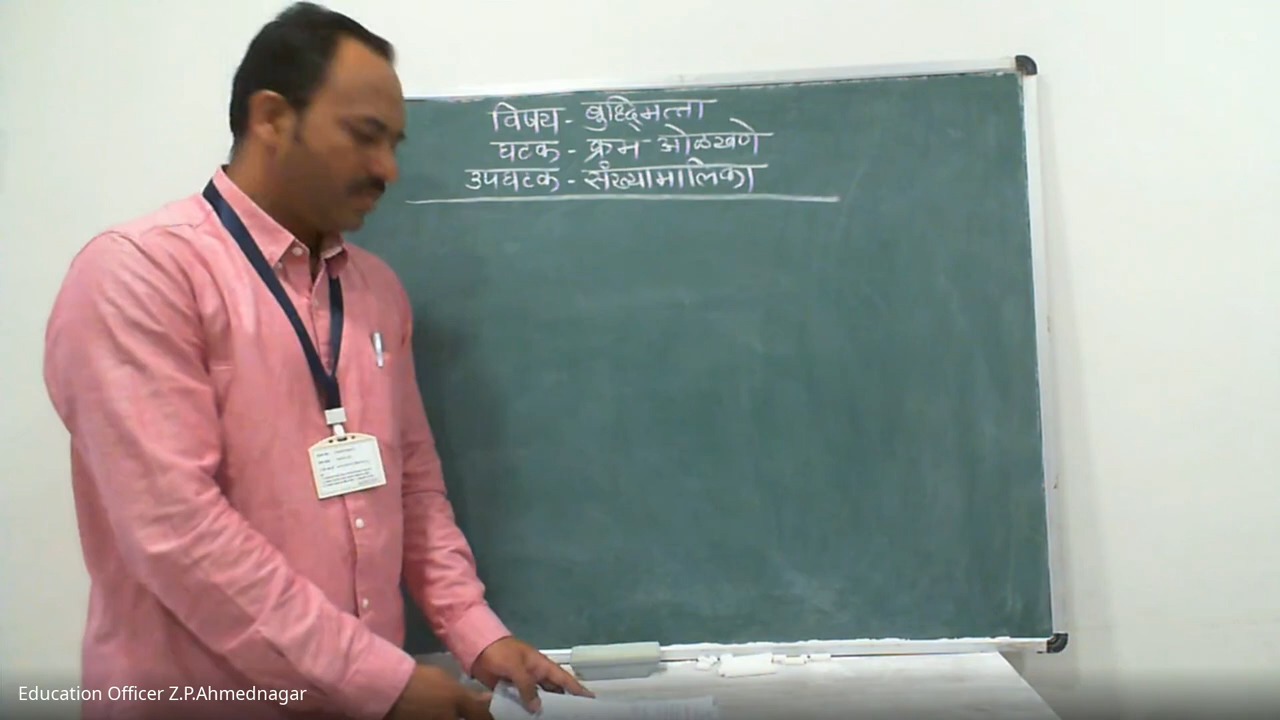 विषय - बुध्दिमत्ता
घटक - क्रम ओळखणे
उपघटक - संख्यामालिका
Education Officer Z.P.Ahmednagar